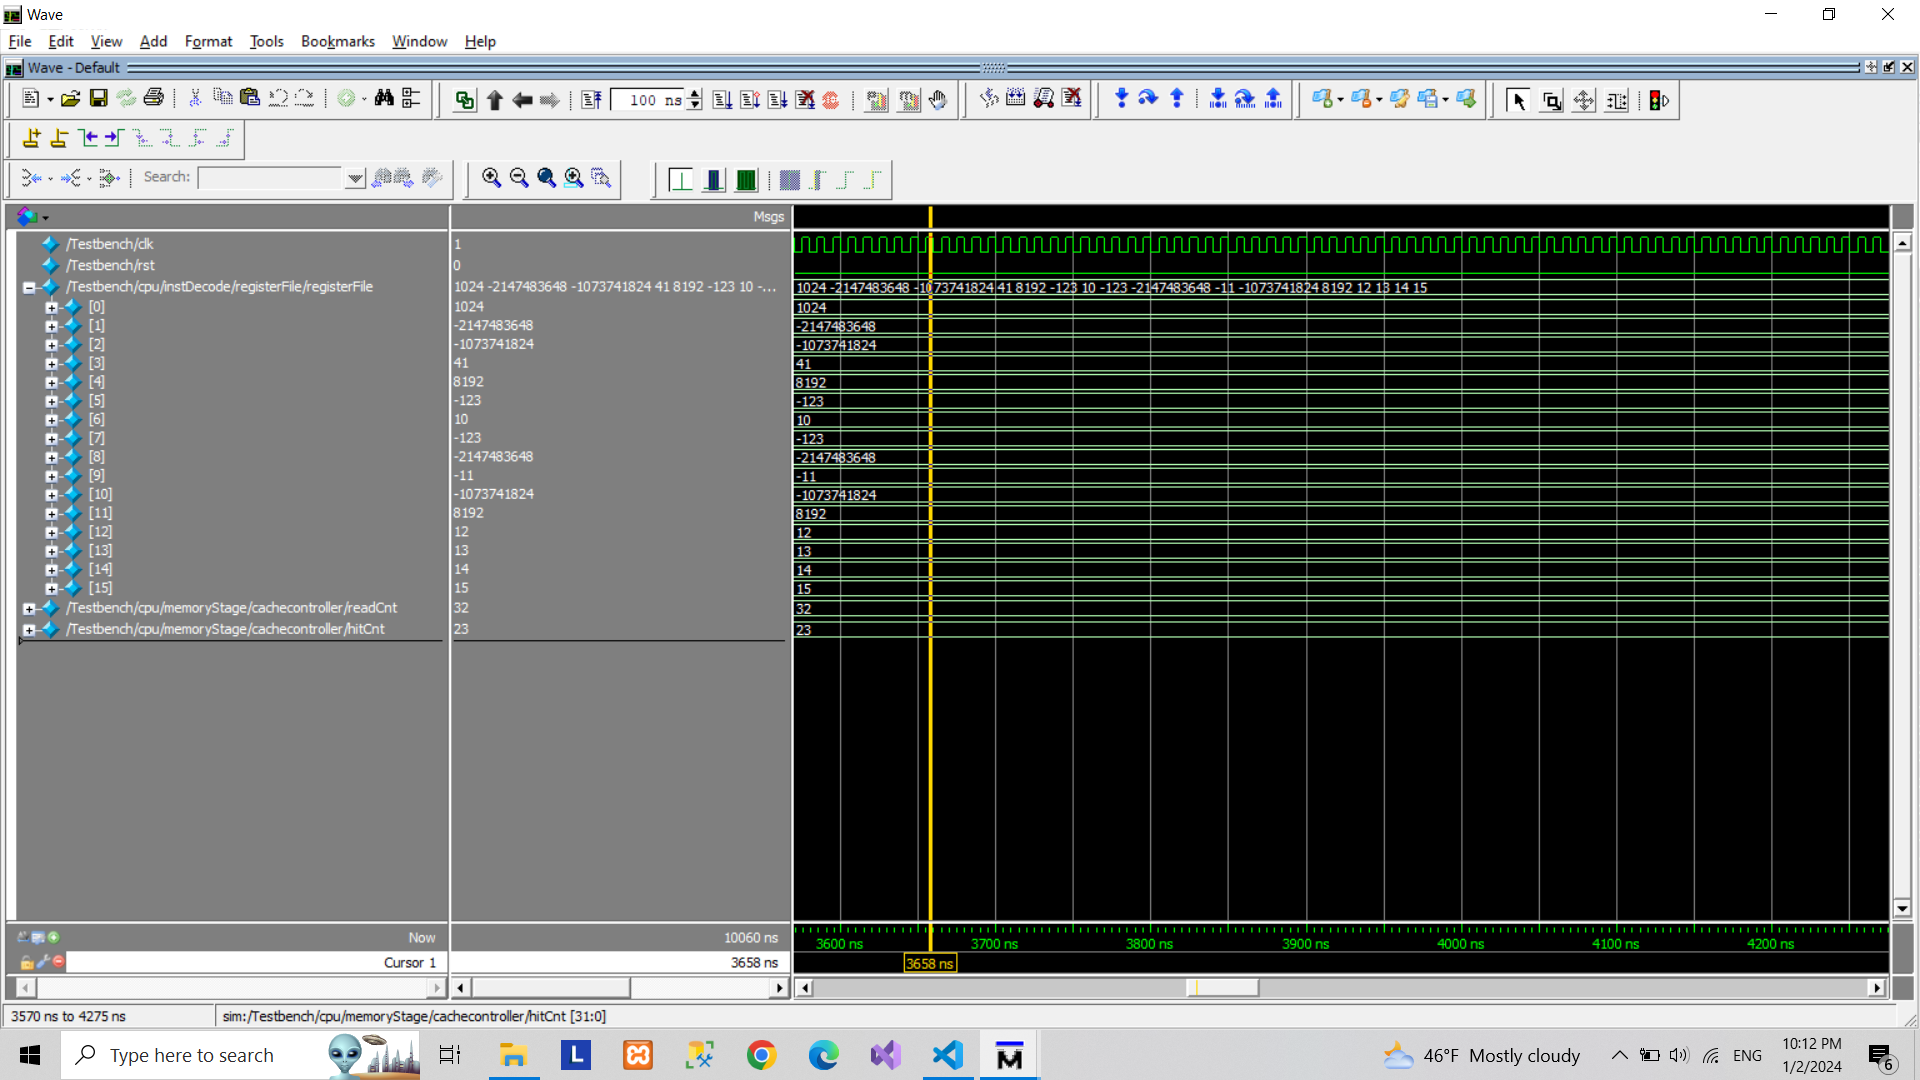 Wave
File Edit View Add Format Tools Bookmarks Window Help
Wave - Default
100 ns
Search:
Msgs
/Testbench/clk 1
/Testbench/rst 0
/Testbench/cpu/instDecode/registerFile/registerFile 1024 -2147483648 -1073741824 41 8192 -123 10 -... 1024 -2147483648 -1073741824 41 8192 -123 10 -123 -2147483648 -11 -1073741824 8192 12 13 14 15
[0] 1024 1024
[1] -2147483648 -2147483648
[2] -1073741824 -1073741824
[3] 41 41
[4] 8192 8192
[5] -123 -123
[6] 10 10
[7] -123 -123
[8] -2147483648 -2147483648
[9] -11 -11
[10] -1073741824 -1073741824
[11] 8192 8192
[12] 12 12
[13] 13 13
[14] 14 14
[15] 15 15
/Testbench/cpu/memoryStage/cachecontroller/readCnt 32 32
/Testbench/cpu/memoryStage/cachecontroller/hitCnt 23 23
Now 10060 ns 3600 ns 3700 ns 3800 ns 3900 ns 4000 ns 4100 ns 4200 ns
Cursor 1 3658 ns 3658 ns
3570 ns to 4275 ns sim:/Testbench/cpu/memoryStage/cachecontroller/hitCnt [31:0]
Type here to search L M 46°F Mostly cloudy ENG 10:12 PM
1/2/2024 6